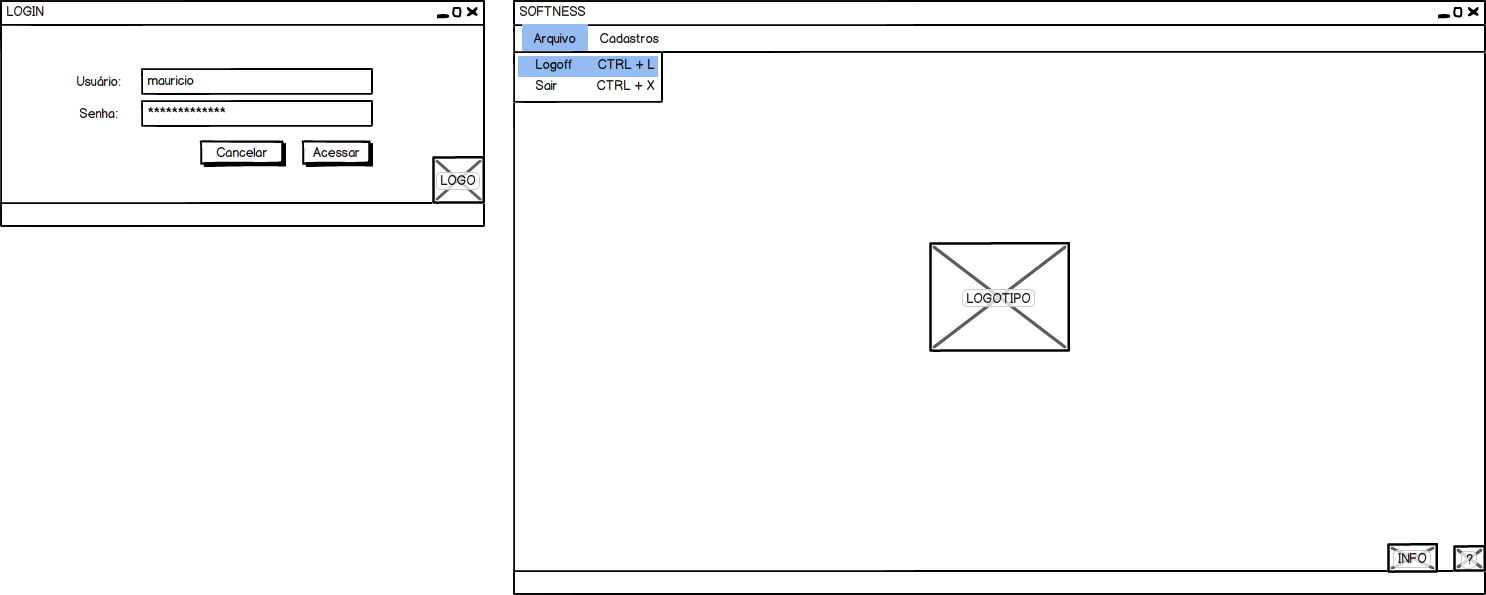 LOGIN
Usuário: mauricio
Senha: *************
Cancelar Acessar
LOGO
SOFTNESS
Arquivo Cadastros
Logoff CTRL + L
Sair CTRL + X
LOGOTIPO
INFO ?